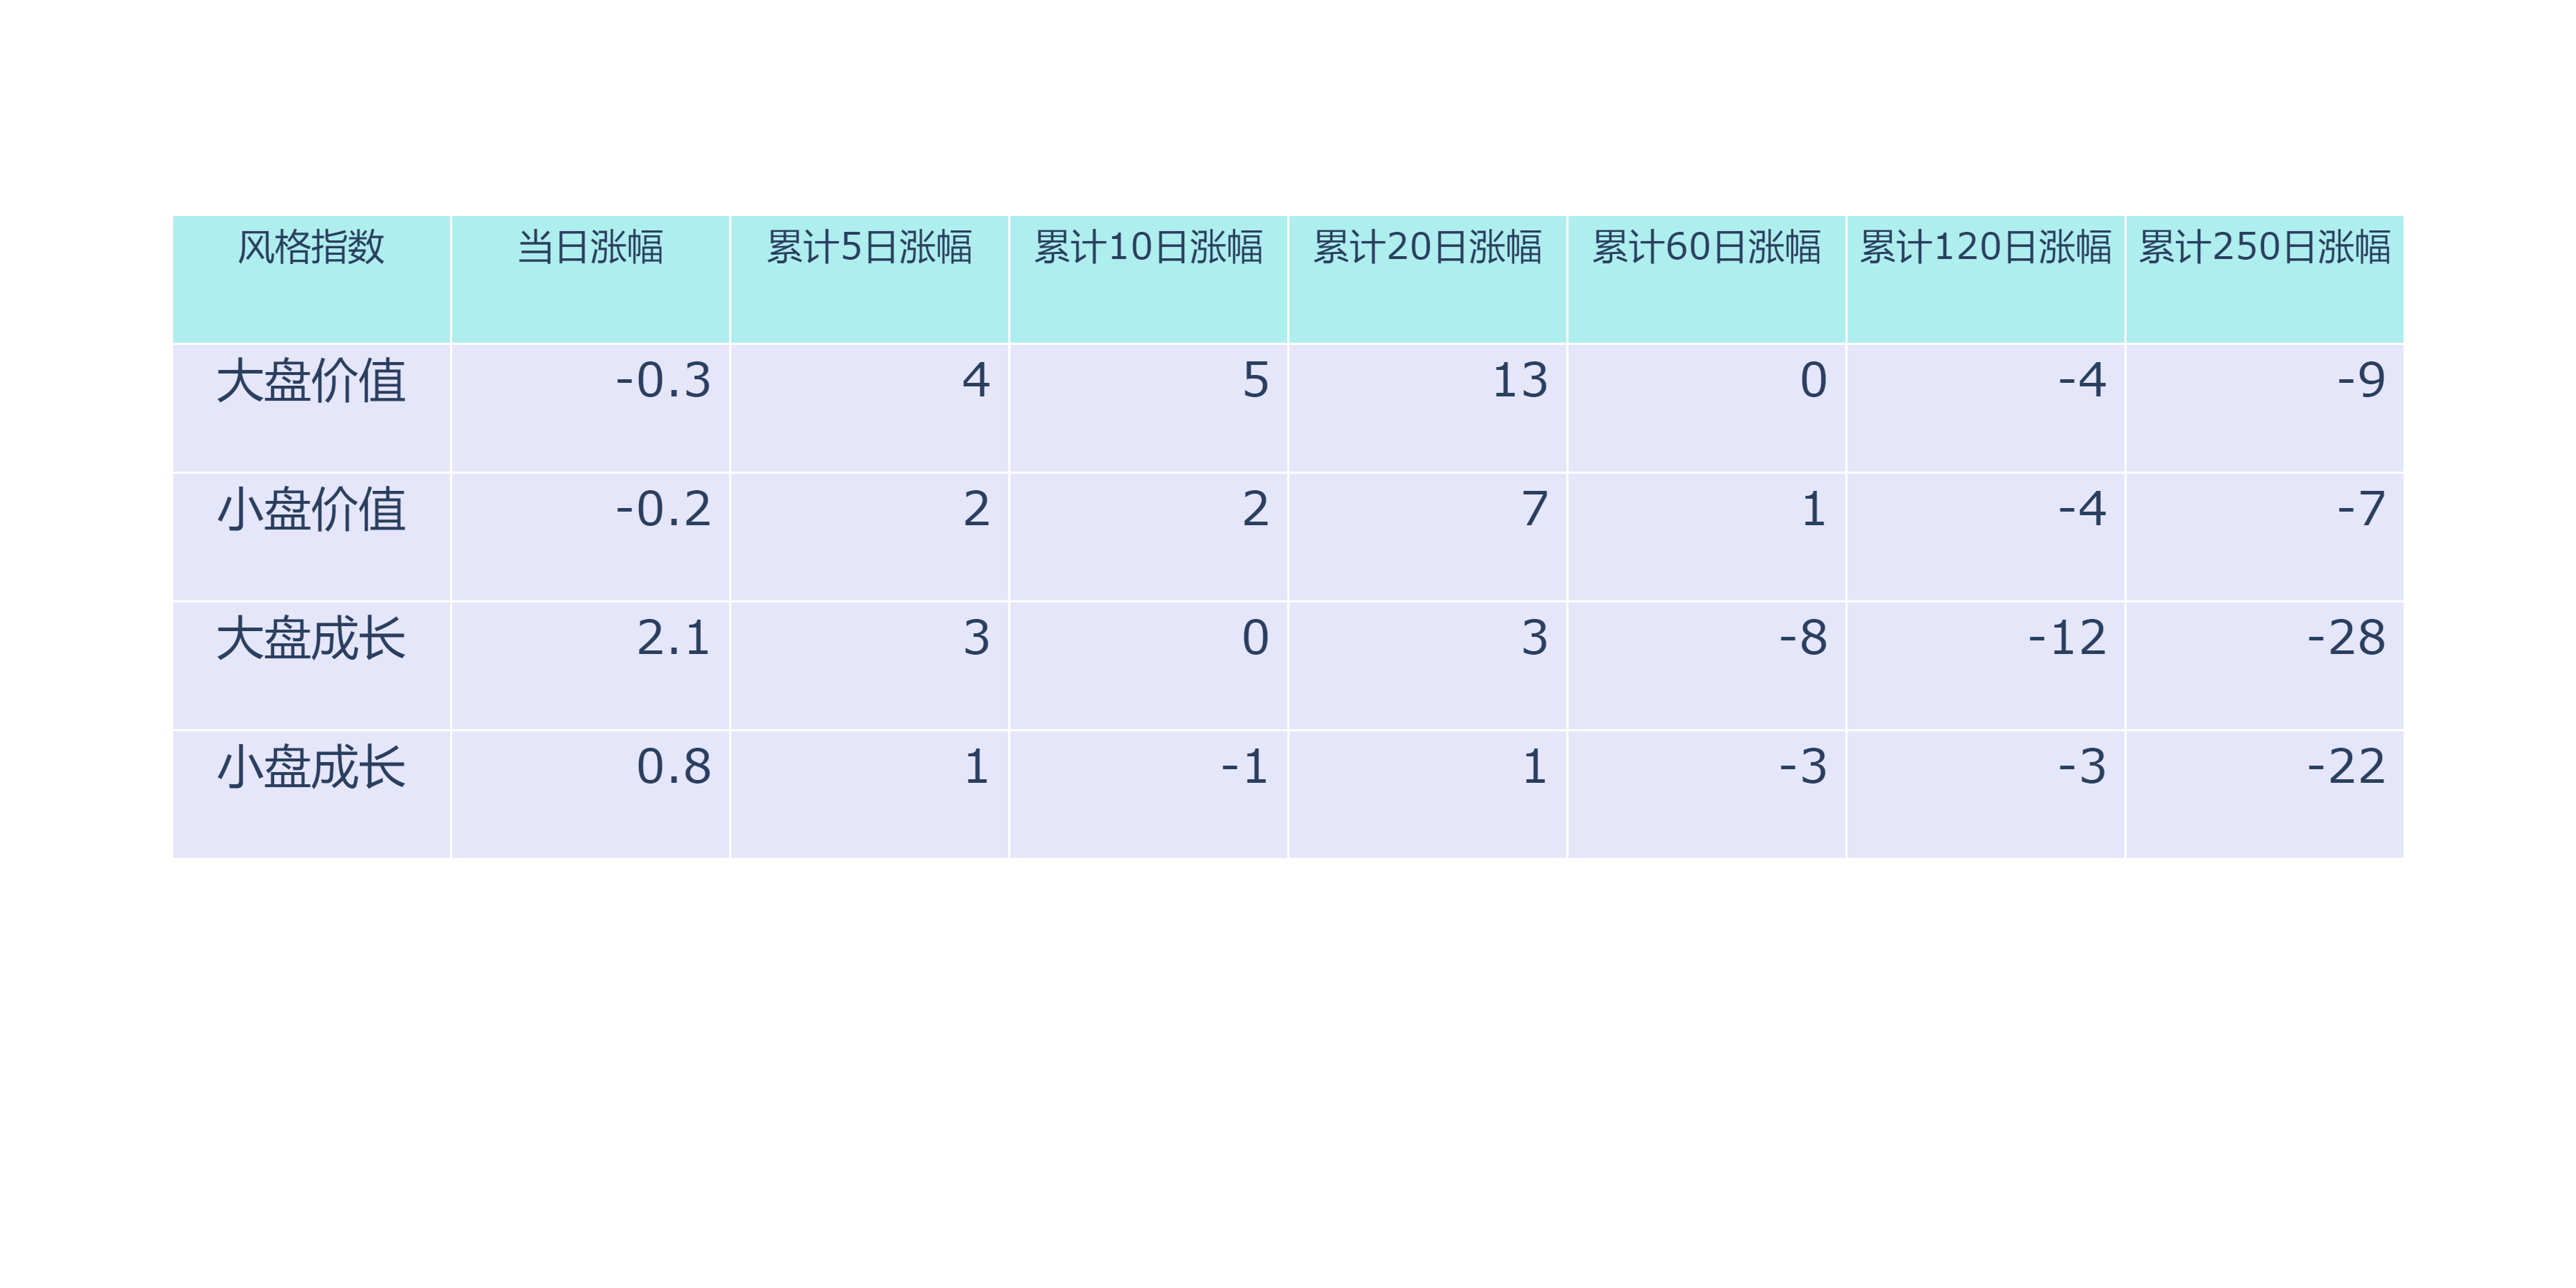 风格指数 当日涨幅 累计5日涨幅 累计10日涨幅 累计20日涨幅 累计60日涨幅 累计120日涨幅 累计250日涨幅
大盘价值 -0.3 4 5 13 0 -4 -9
小盘价值 -0.2 2 2 7 1 -4 -7
大盘成长 2.1 3 0 3 -8 -12 -28
小盘成长 0.8 1 -1 1 -3 -3 -22